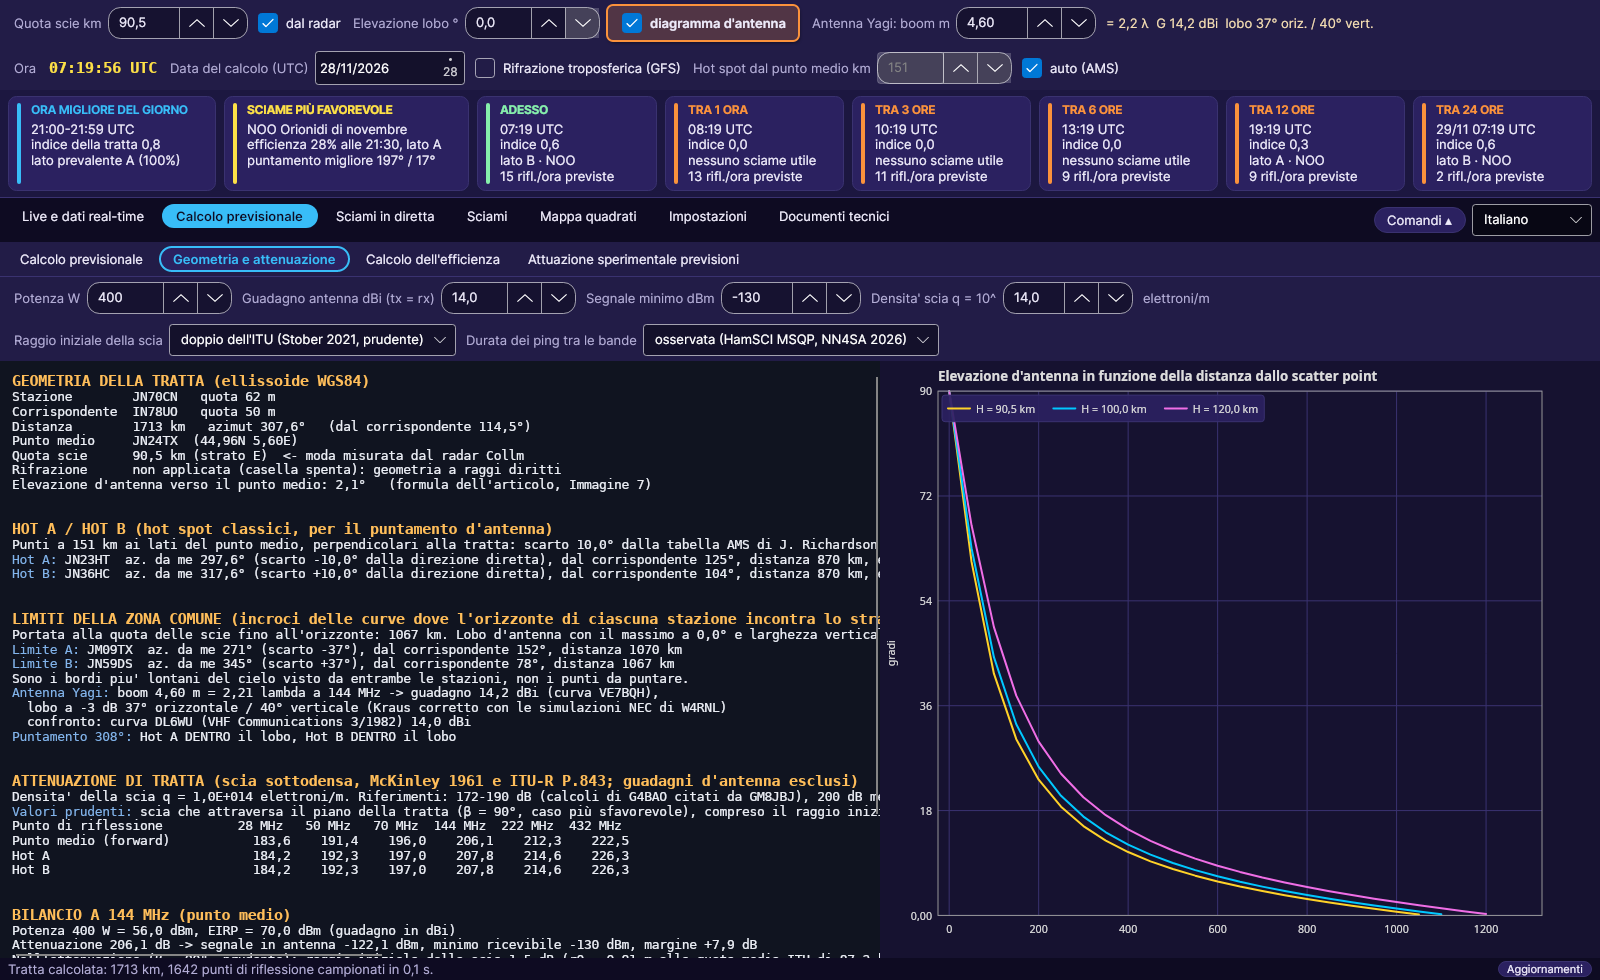 Quota scie km 90,5 dal radar Elevazione lobo ° 0,0 diagramma d'antenna Antenna Yagi: boom m 4,60 = 2,2 λ G 14,2 dBi lobo 37° oriz. / 40° vert.
Ora 07:19:56 UTC Data del calcolo (UTC) 28/11/2026 28 Rifrazione troposferica (GFS) Hot spot dal punto medio km 151 auto (AMS)
ORA MIGLIORE DEL GIORNO
21:00-21:59 UTC
indice della tratta 0,8
lato prevalente A (100%)
SCIAME PIÙ FAVOREVOLE
NOO Orionidi di novembre
efficienza 28% alle 21:30, lato A
puntamento migliore 197° / 17°
ADESSO
07:19 UTC
indice 0,6
lato B · NOO
15 rifl./ora previste
TRA 1 ORA
08:19 UTC
indice 0,0
nessuno sciame utile
13 rifl./ora previste
TRA 3 ORE
10:19 UTC
indice 0,0
nessuno sciame utile
11 rifl./ora previste
TRA 6 ORE
13:19 UTC
indice 0,0
nessuno sciame utile
9 rifl./ora previste
TRA 12 ORE
19:19 UTC
indice 0,3
lato A · NOO
9 rifl./ora previste
TRA 24 ORE
29/11 07:19 UTC
indice 0,6
lato B · NOO
2 rifl./ora previste
Live e dati real-time Calcolo previsionale Sciami in diretta Sciami Mappa quadrati Impostazioni Documenti tecnici Comandi ▴ Italiano
Calcolo previsionale Geometria e attenuazione Calcolo dell'efficienza Attuazione sperimentale previsioni
Potenza W 400 Guadagno antenna dBi (tx = rx) 14,0 Segnale minimo dBm -130 Densita' scia q = 10^ 14,0 elettroni/m
Raggio iniziale della scia doppio dell'ITU (Stober 2021, prudente) Durata dei ping tra le bande osservata (HamSCI MSQP, NN4SA 2026)
GEOMETRIA DELLA TRATTA (ellissoide WGS84)
Stazione JN70CN quota 62 m
Corrispondente IN78UO quota 50 m
Distanza 1713 km azimut 307,6° (dal corrispondente 114,5°)
Punto medio JN24TX (44,96N 5,60E)
Quota scie 90,5 km (strato E) <- moda misurata dal radar Collm
Rifrazione non applicata (casella spenta): geometria a raggi diritti
Elevazione d'antenna verso il punto medio: 2,1° (formula dell'articolo, Immagine 7)
HOT A / HOT B (hot spot classici, per il puntamento d'antenna)
Punti a 151 km ai lati del punto medio, perpendicolari alla tratta: scarto 10,0° dalla tabella AMS di J. Richardson
Hot A: JN23HT az. da me 297,6° (scarto -10,0° dalla direzione diretta), dal corrispondente 125°, distanza 870 km,
Hot B: JN36HC az. da me 317,6° (scarto +10,0° dalla direzione diretta), dal corrispondente 104°, distanza 870 km,
LIMITI DELLA ZONA COMUNE (incroci delle curve dove l'orizzonte di ciascuna stazione incontra lo stra
Portata alla quota delle scie fino all'orizzonte: 1067 km. Lobo d'antenna con il massimo a 0,0° e larghezza vertica
Limite A: JM09TX az. da me 271° (scarto -37°), dal corrispondente 152°, distanza 1070 km
Limite B: JN59DS az. da me 345° (scarto +37°), dal corrispondente 78°, distanza 1067 km
Sono i bordi piu' lontani del cielo visto da entrambe le stazioni, non i punti da puntare.
Antenna Yagi: boom 4,60 m = 2,21 lambda a 144 MHz -> guadagno 14,2 dBi (curva VE7BQH),
lobo a -3 dB 37° orizzontale / 40° verticale (Kraus corretto con le simulazioni NEC di W4RNL)
confronto: curva DL6WU (VHF Communications 3/1982) 14,0 dBi
Puntamento 308°: Hot A DENTRO il lobo, Hot B DENTRO il lobo
ATTENUAZIONE DI TRATTA (scia sottodensa, McKinley 1961 e ITU-R P.843; guadagni d'antenna esclusi)
Densita' della scia q = 1,0E+014 elettroni/m. Riferimenti: 172-190 dB (calcoli di G4BAO citati da GM8JBJ), 200 dB me
Valori prudenti: scia che attraversa il piano della tratta (β = 90°, caso più sfavorevole), compreso il raggio inizi
Punto di riflessione 28 MHz 50 MHz 70 MHz 144 MHz 222 MHz 432 MHz
Punto medio (forward) 183,6 191,4 196,0 206,1 212,3 222,5
Hot A 184,2 192,3 197,0 207,8 214,6 226,3
Hot B 184,2 192,3 197,0 207,8 214,6 226,3
BILANCIO A 144 MHz (punto medio)
Potenza 400 W = 56,0 dBm, EIRP = 70,0 dBm (guadagno in dBi)
Attenuazione 206,1 dB -> segnale in antenna -122,1 dBm, minimo ricevibile -130 dBm, margine +7,9 dB
Elevazione d'antenna in funzione della distanza dallo scatter point
H = 90,5 km H = 100,0 km H = 120,0 km
gradi
90
72
54
36
18
0,00
0 200 400 600 800 1000 1200
Tratta calcolata: 1713 km, 1642 punti di riflessione campionati in 0,1 s.
Aggiornamenti